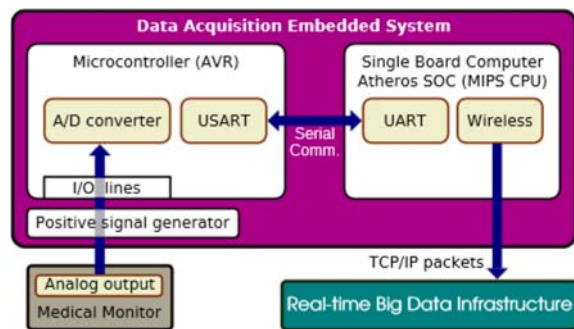 Data Acquisition Embedded System
Microcontroller (AVR)
A/D converter
USART
I/O lines
Positive signal generator
Serial
Comm.
Single Board Computer
Atheros SOC (MIPS CPU)
UART
Wireless
TCP/IP packets
Analog output
Medical Monitor
Real-time Big Data Infrastructure